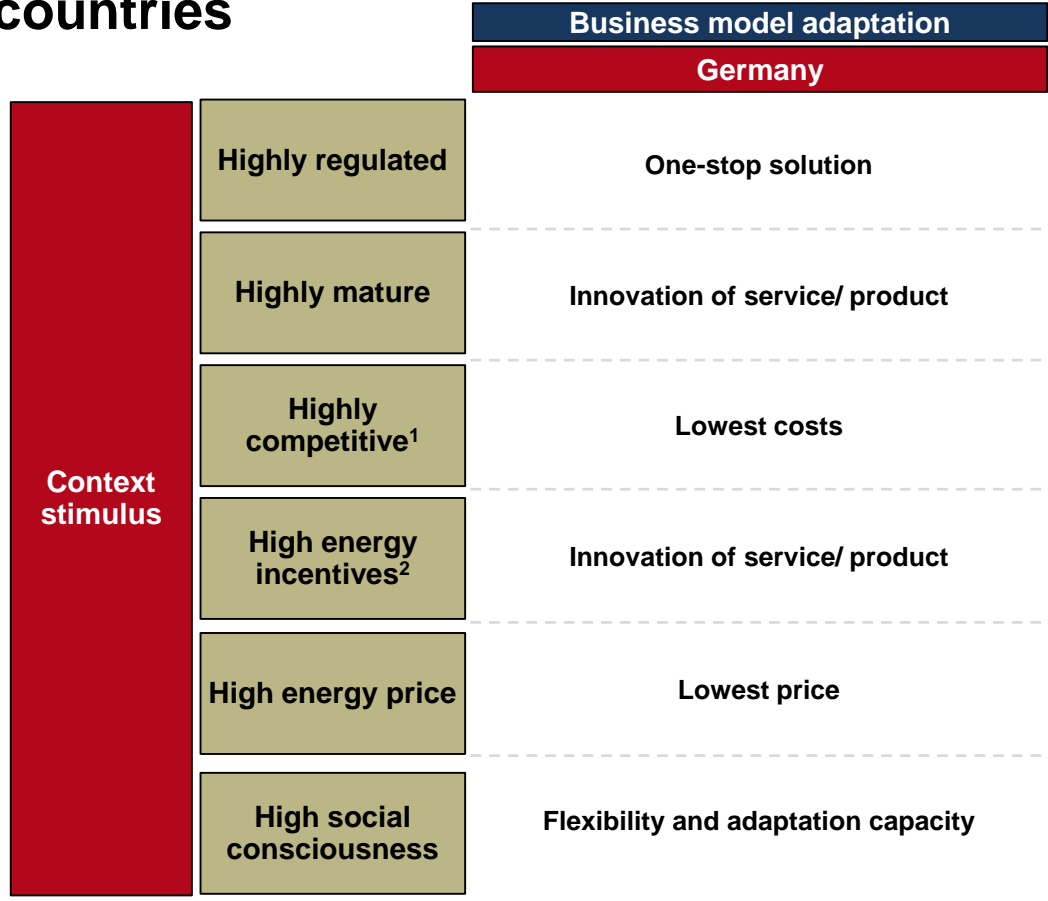 countries
Business model adaptation
Germany
Context
stimulus
Highly regulated
One-stop solution
Highly mature
Innovation of service/ product
Highly
competitive¹
Lowest costs
High energy
incentives²
Innovation of service/ product
High energy price
Lowest price
High social
consciousness
Flexibility and adaptation capacity